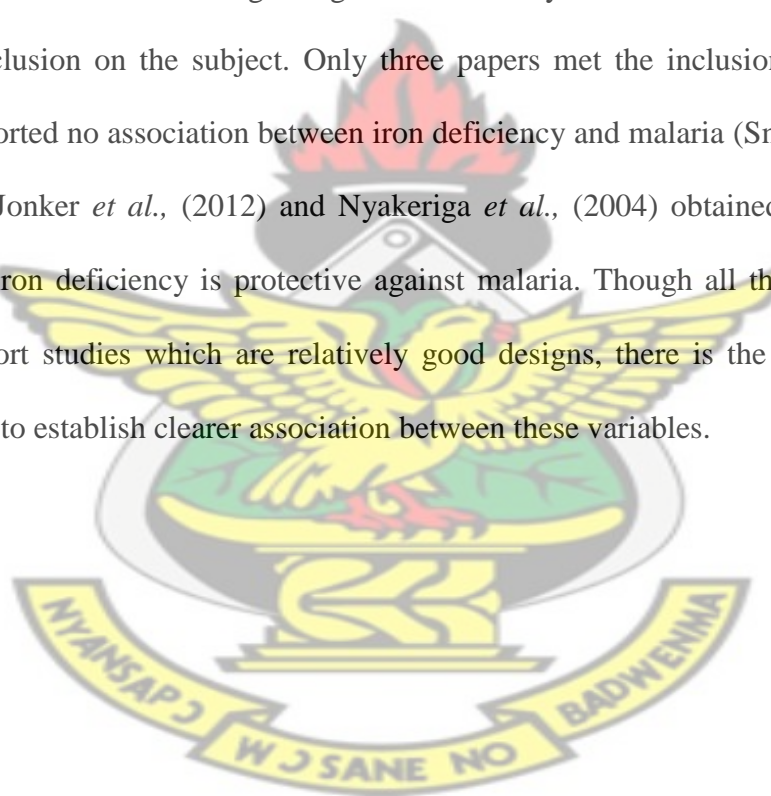 clusion on the subject. Only three papers met the inclusion
orted no association between iron deficiency and malaria (Sn
Jonker et al., (2012) and Nyakeriga et al., (2004) obtained
ron deficiency is protective against malaria. Though all th
ort studies which are relatively good designs, there is the
to establish clearer association between these variables.
NYANSAPƆ
WƆSANE NO
BADWENMA